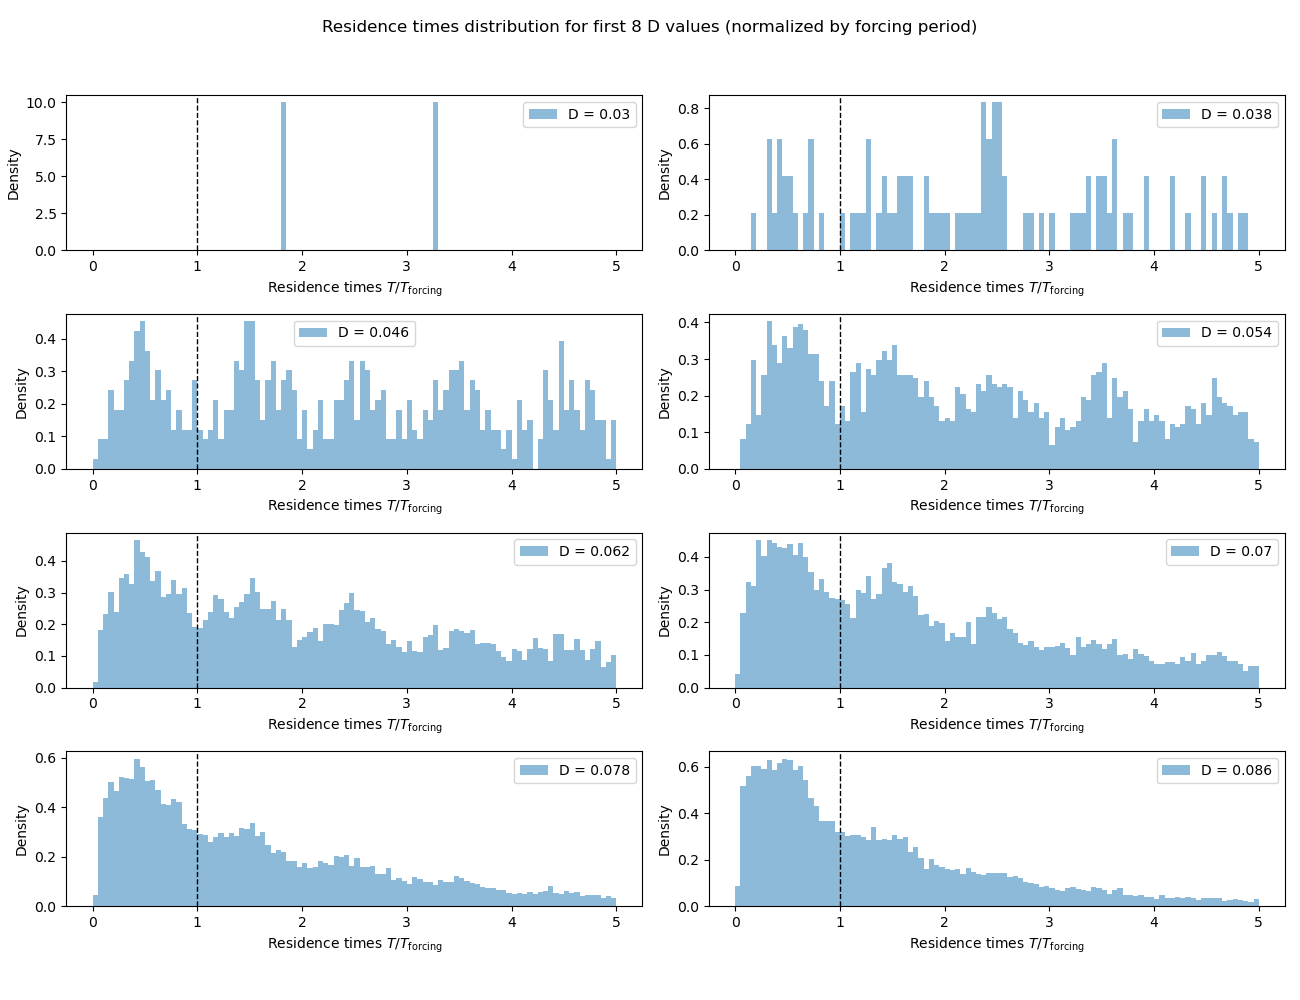 Residence times distribution for first 8 D values (normalized by forcing period)
10.0
7.5
5.0
2.5
0.0
Density
D = 0.03
0 1 2 3 4 5
Residence times T/T_forcing
0.8
0.6
0.4
0.2
0.0
Density
D = 0.038
0 1 2 3 4 5
Residence times T/T_forcing
0.4
0.3
0.2
0.1
0.0
Density
D = 0.046
0 1 2 3 4 5
Residence times T/T_forcing
0.4
0.3
0.2
0.1
0.0
Density
D = 0.054
0 1 2 3 4 5
Residence times T/T_forcing
0.4
0.3
0.2
0.1
0.0
Density
D = 0.062
0 1 2 3 4 5
Residence times T/T_forcing
0.4
0.3
0.2
0.1
0.0
Density
D = 0.07
0 1 2 3 4 5
Residence times T/T_forcing
0.6
0.4
0.2
0.0
Density
D = 0.078
0 1 2 3 4 5
Residence times T/T_forcing
0.6
0.4
0.2
0.0
Density
D = 0.086
0 1 2 3 4 5
Residence times T/T_forcing